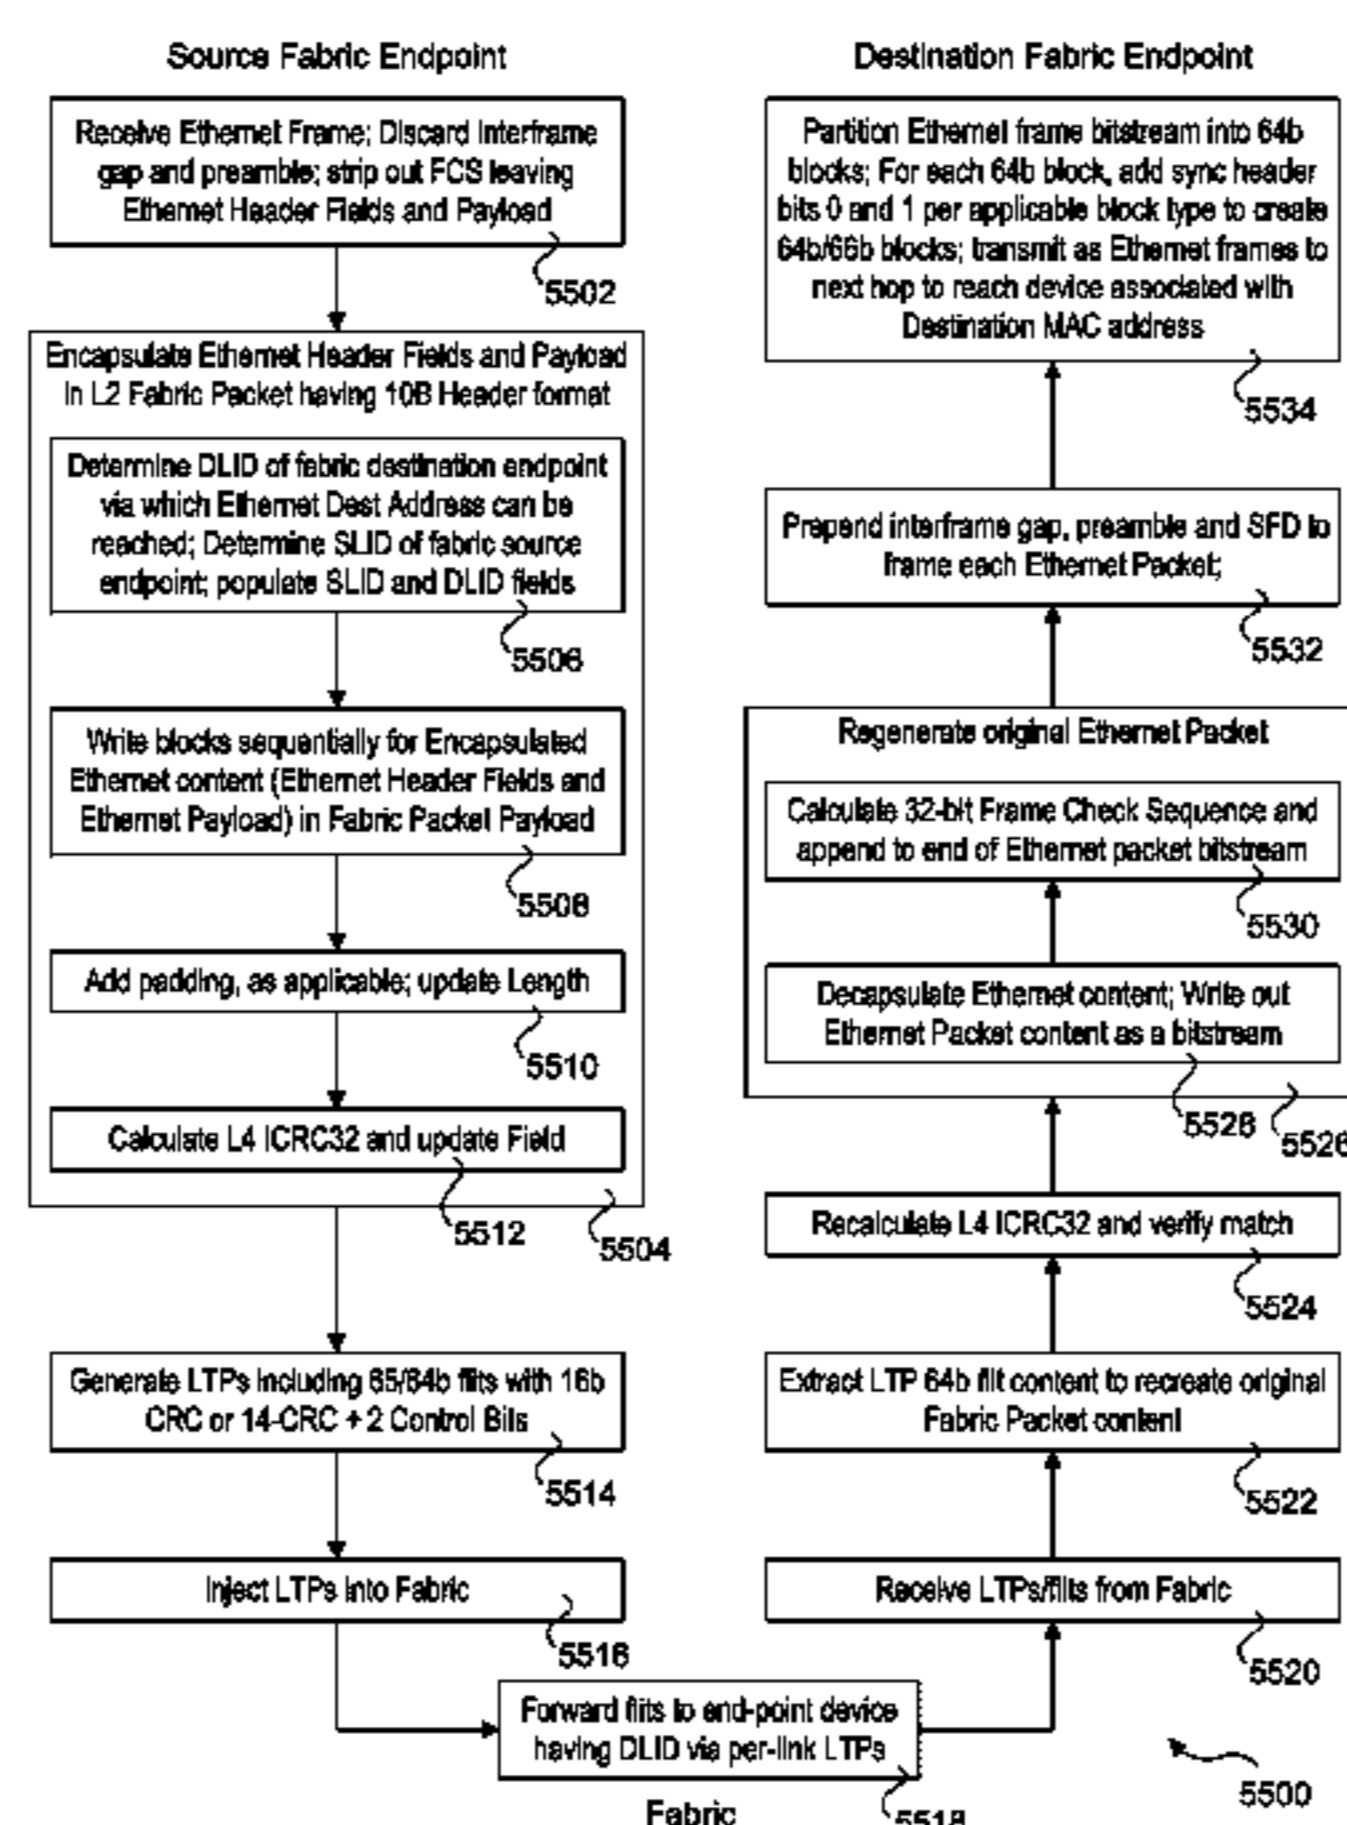 Source Fabric Endpoint
Receive Ethernet Frame; Discard Interframe
gap and preamble; strip out FCS leaving
Ethernet Header Fields and Payload
5502
Encapsulate Ethernet Header Fields and Payload
in L2 Fabric Packet having 10B Header format
Determine DLID of fabric destination endpoint
via which Ethernet Dest Address can be
reached; Determine SLID of fabric source
endpoint; populate SLID and DLID fields
5506
Write blocks sequentially for Encapsulated
Ethernet content (Ethernet Header Fields and
Ethernet Payload) in Fabric Packet Payload
5508
Add padding, as applicable; update Length
5510
Calculate L4 ICRC32 and update Field
5512
5504
Generate LTPs including 65/64b flits with 16b
CRC or 14-CRC + 2 Control Bits
5514
Inject LTPs into Fabric
5516
Forward flits to end-point device
having DLID via per-link LTPs
5518
Fabric
Destination Fabric Endpoint
Partition Ethernet frame bitstream into 64b
blocks; For each 64b block, add sync header
bits 0 and 1 per applicable block type to create
64b/66b blocks; transmit as Ethernet frames to
next hop to reach device associated with
Destination MAC address
5534
Prepend interframe gap, preamble and SFD to
frame each Ethernet Packet;
5532
Regenerate original Ethernet Packet
Calculate 32-bit Frame Check Sequence and
append to end of Ethernet packet bitstream
5530
Decapsulate Ethernet content; Write out
Ethernet Packet content as a bitstream
5528
5526
Recalculate L4 ICRC32 and verify match
5524
Extract LTP 64b flit content to recreate original
Fabric Packet content
5522
Receive LTPs/flits from Fabric
5520
5500